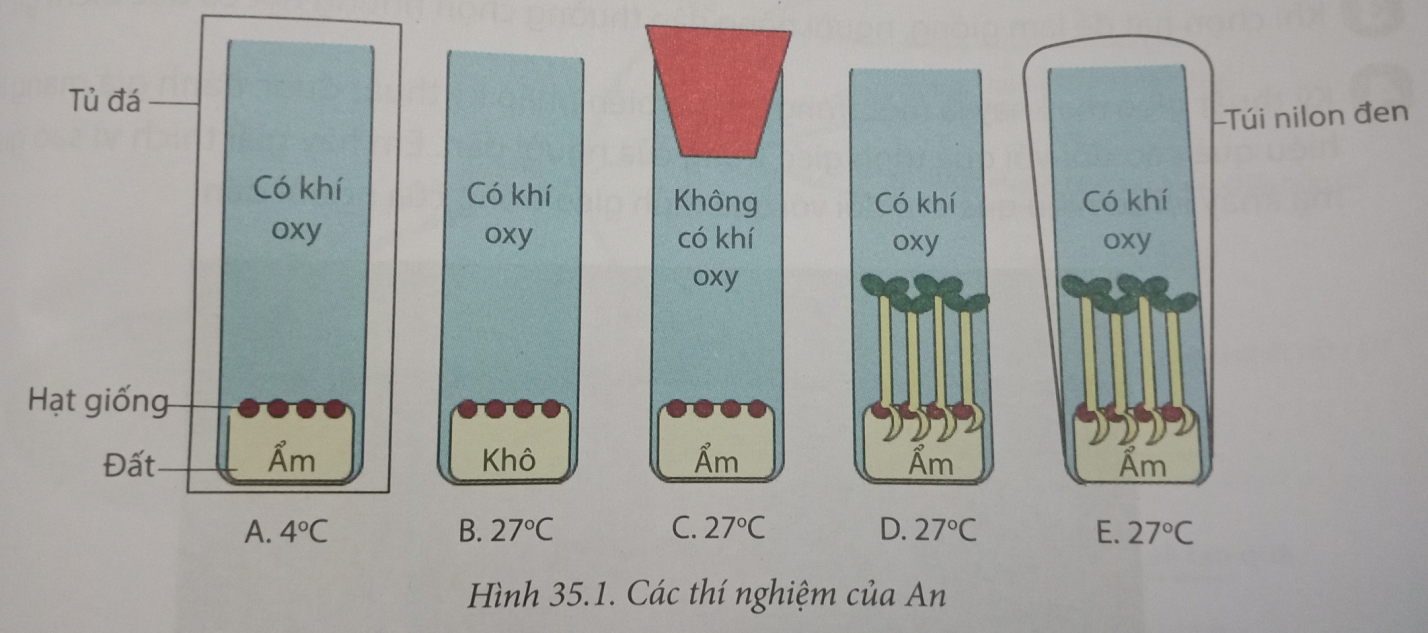 Tủ đá
Có khí
oxy
Hạt giống
Đất
Ẩm
A. 4°C
Có khí
oxy
Khô
B. 27°C
Không
có khí
oxy
Ẩm
C. 27°C
Có khí
oxy
Ẩm
D. 27°C
Túi nilon đen
Có khí
oxy
Ẩm
E. 27°C
Hình 35.1. Các thí nghiệm của An